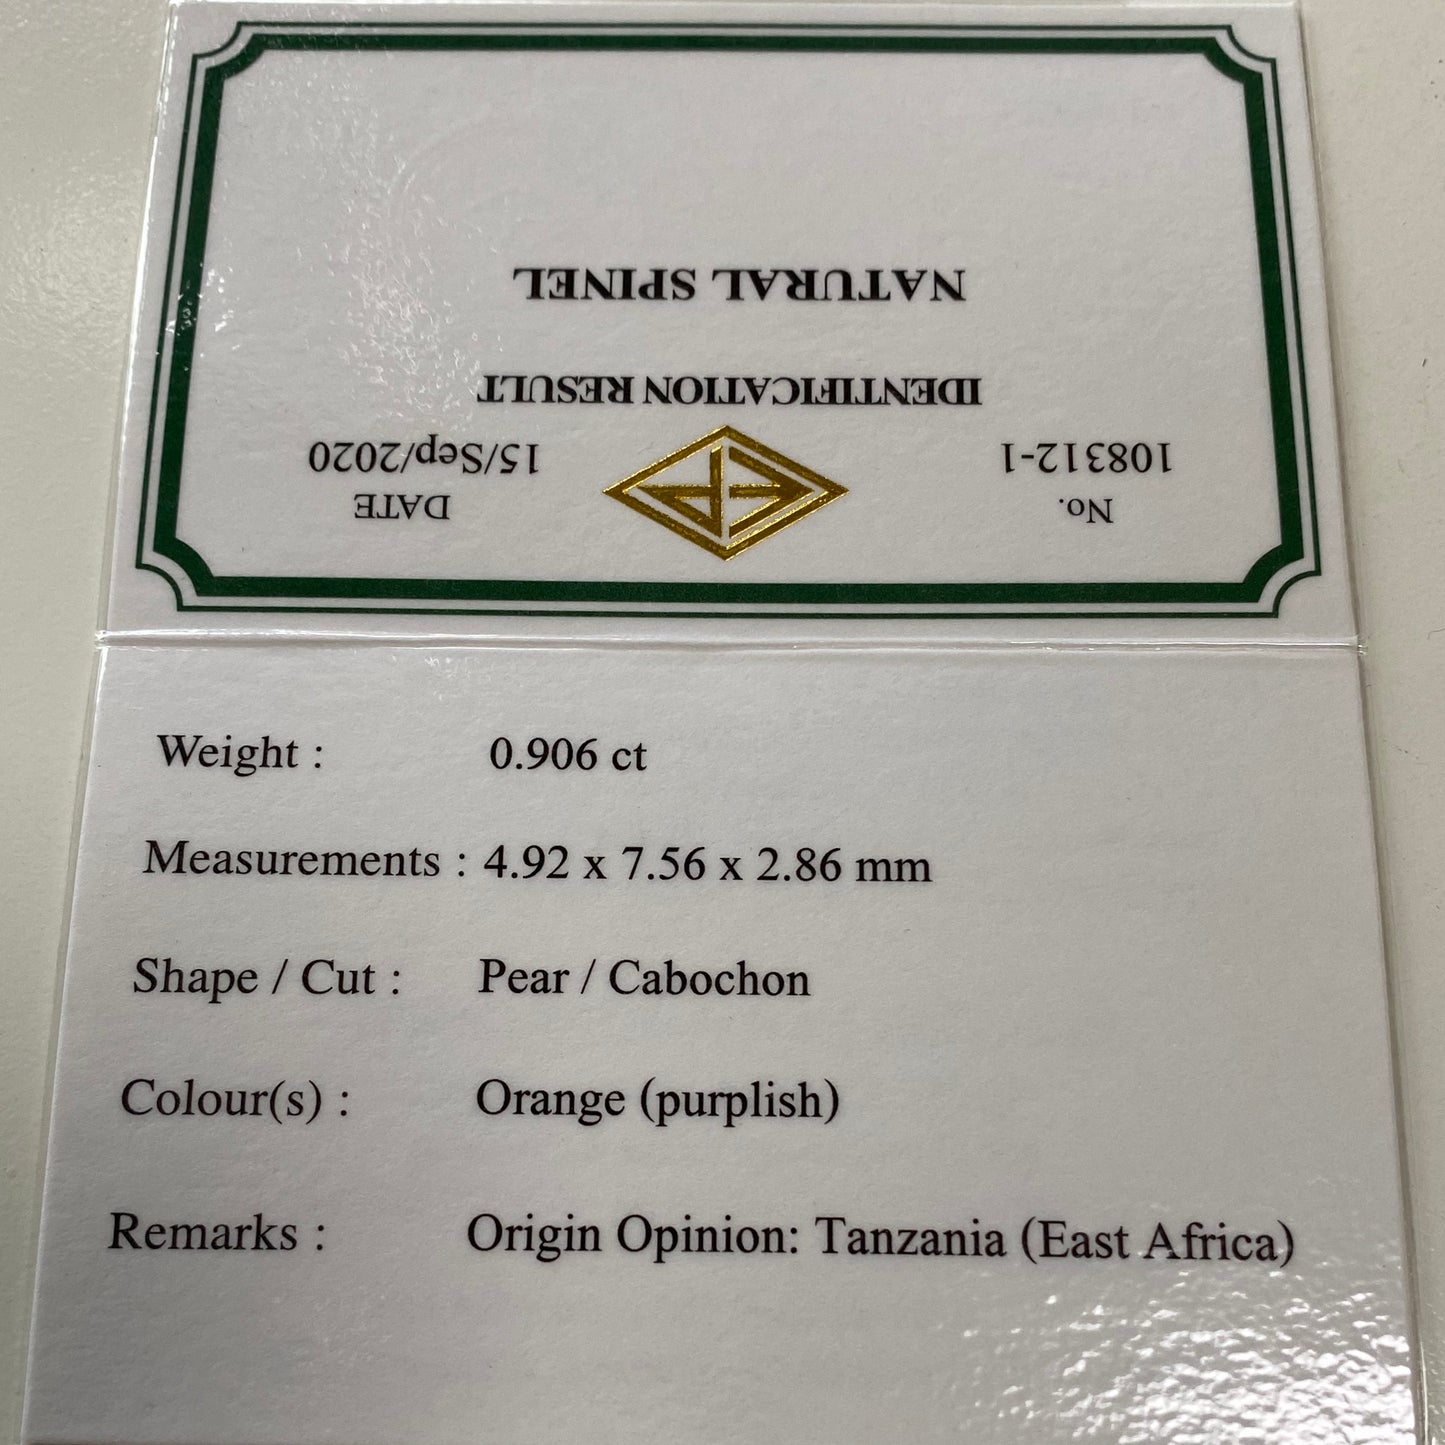 No.
108312-1
DATE
15/Sep/2020
IDENTIFICATION RESULT
NATURAL SPINEL
Weight : 0.906 ct
Measurements : 4.92 x 7.56 x 2.86 mm
Shape / Cut : Pear / Cabochon
Colour(s) : Orange (purplish)
Remarks : Origin Opinion: Tanzania (East Africa)